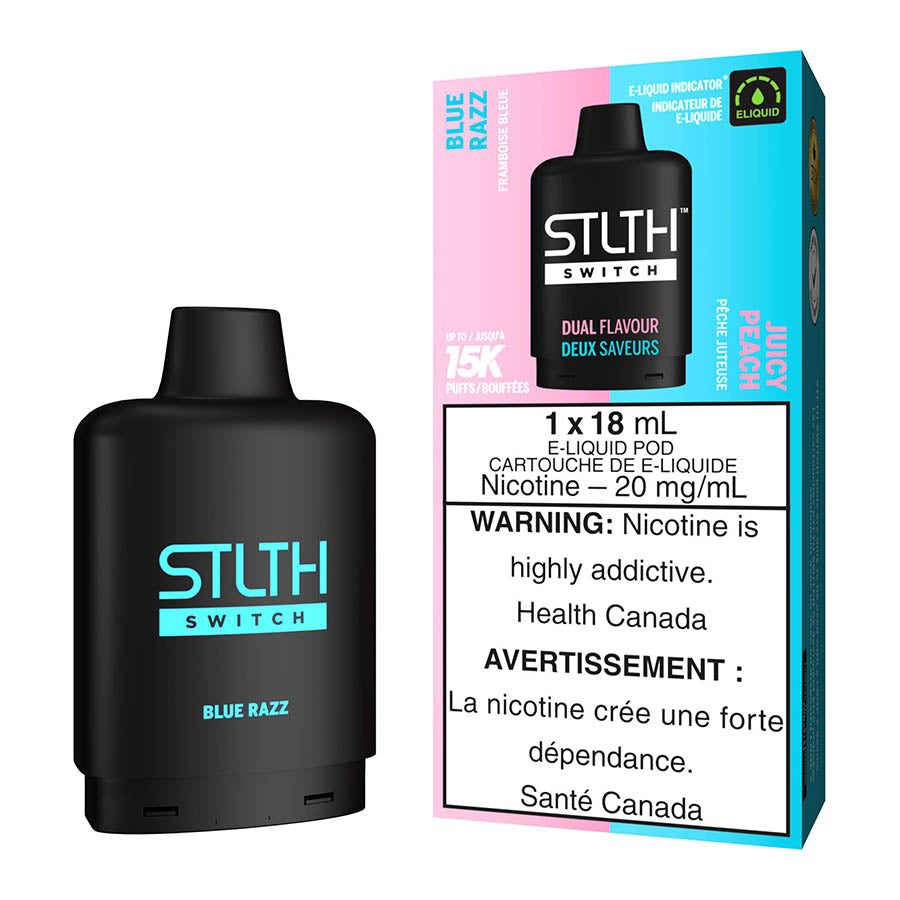 STLTH
SWITCH
BLUE RAZZ
BLUE
RAZZ
FRAMBOISE BLEUE
E-LIQUID INDICATOR*
INDICATEUR DE
E-LIQUIDE
ELIQUID
STLTH™
SWITCH
DUAL FLAVOUR
DEUX SAVEURS
UP TO / JUSQU'À
15K
PUFFS/BOUFFÉES
JUICY
PEACH
PÊCHE JUTEUSE
1 x 18 mL
E-LIQUID POD
CARTOUCHE DE E-LIQUIDE
Nicotine – 20 mg/mL
WARNING: Nicotine is
highly addictive.
Health Canada
AVERTISSEMENT :
La nicotine crée une forte
dépendance.
Santé Canada